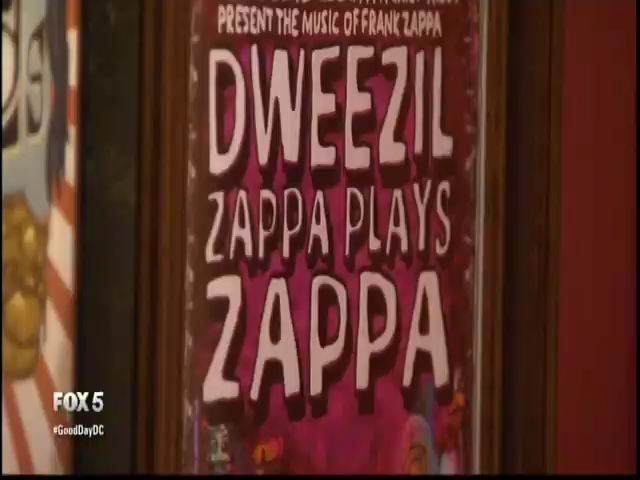 PRESENT THE MUSIC OF FRANK ZAPPA
DWEEZIL
ZAPPA PLAYS
ZAPPA
FOX 5
#GoodDayDC